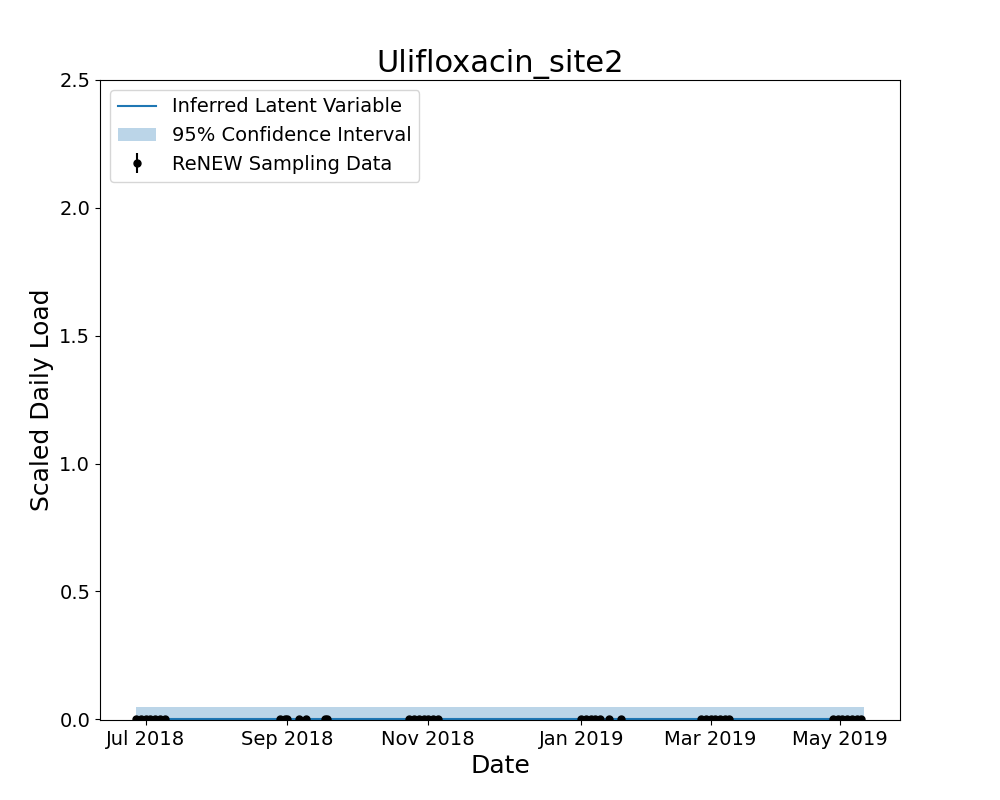 Ulifloxacin_site2
Inferred Latent Variable
95% Confidence Interval
ReNEW Sampling Data
Scaled Daily Load
2.5
2.0
1.5
1.0
0.5
0.0
Jul 2018 Sep 2018 Nov 2018 Jan 2019 Mar 2019 May 2019
Date